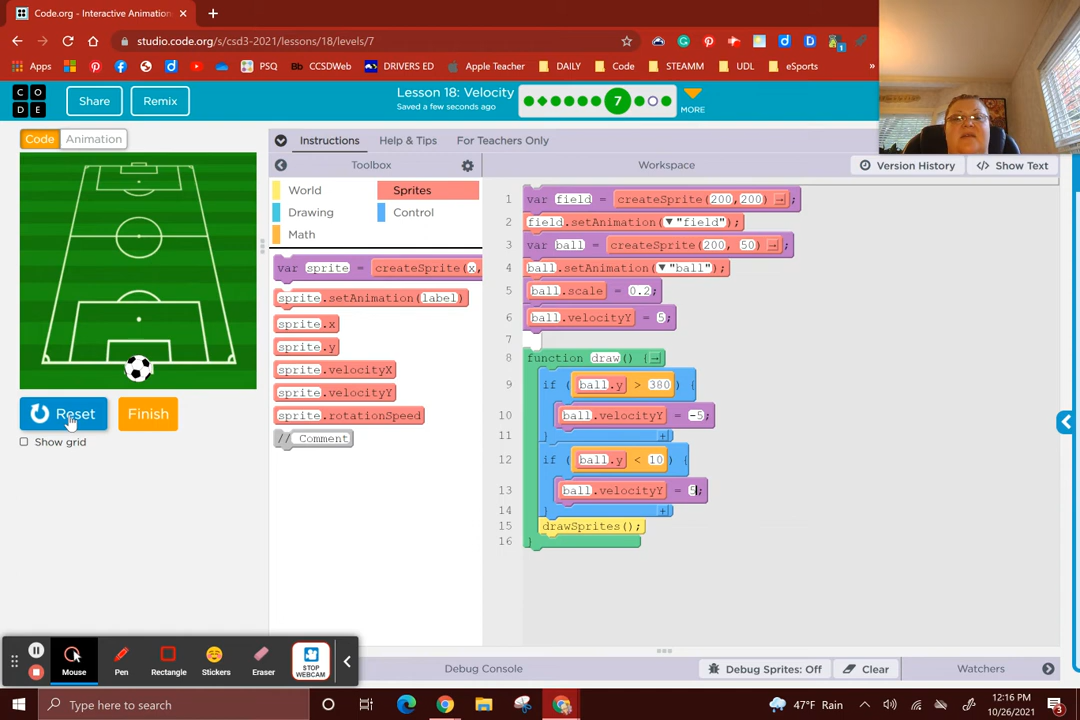 Code.org - Interactive Animation
studio.code.org/s/csd3-2021/lessons/18/levels/7
Apps
PSQ
Bb CCSDWeb
DRIVERS ED
Apple Teacher
DAILY
Code
STEAMM
UDL
eSports
»
C O
D E
Share
Remix
Lesson 18: Velocity
Saved a few seconds ago
7
MORE
Code
Animation
Instructions
Help & Tips
For Teachers Only
Toolbox
Workspace
Version History
</> Show Text
World
Sprites
Drawing
Control
Math
var sprite = createSprite(x,
sprite.setAnimation(label)
sprite.x
sprite.y
sprite.velocityX
sprite.velocityY
sprite.rotationSpeed
// Comment
1 var field = createSprite(200,200);
2 field.setAnimation("field");
3 var ball = createSprite(200, 50);
4 ball.setAnimation("ball");
5 ball.scale = 0.2;
6 ball.velocityY = 5;
7
8 function draw() {
9 if (ball.y > 380) {
10 ball.velocityY = -5;
11 }
12 if (ball.y < 10) {
13 ball.velocityY = 5;
14 }
15 drawSprites();
16 }
Reset
Finish
Show grid
Mouse
Pen
Rectangle
Stickers
Eraser
STOP WEBCAM
Debug Console
Debug Sprites: Off
Clear
Watchers
Type here to search
47°F Rain
12:16 PM
10/26/2021
3